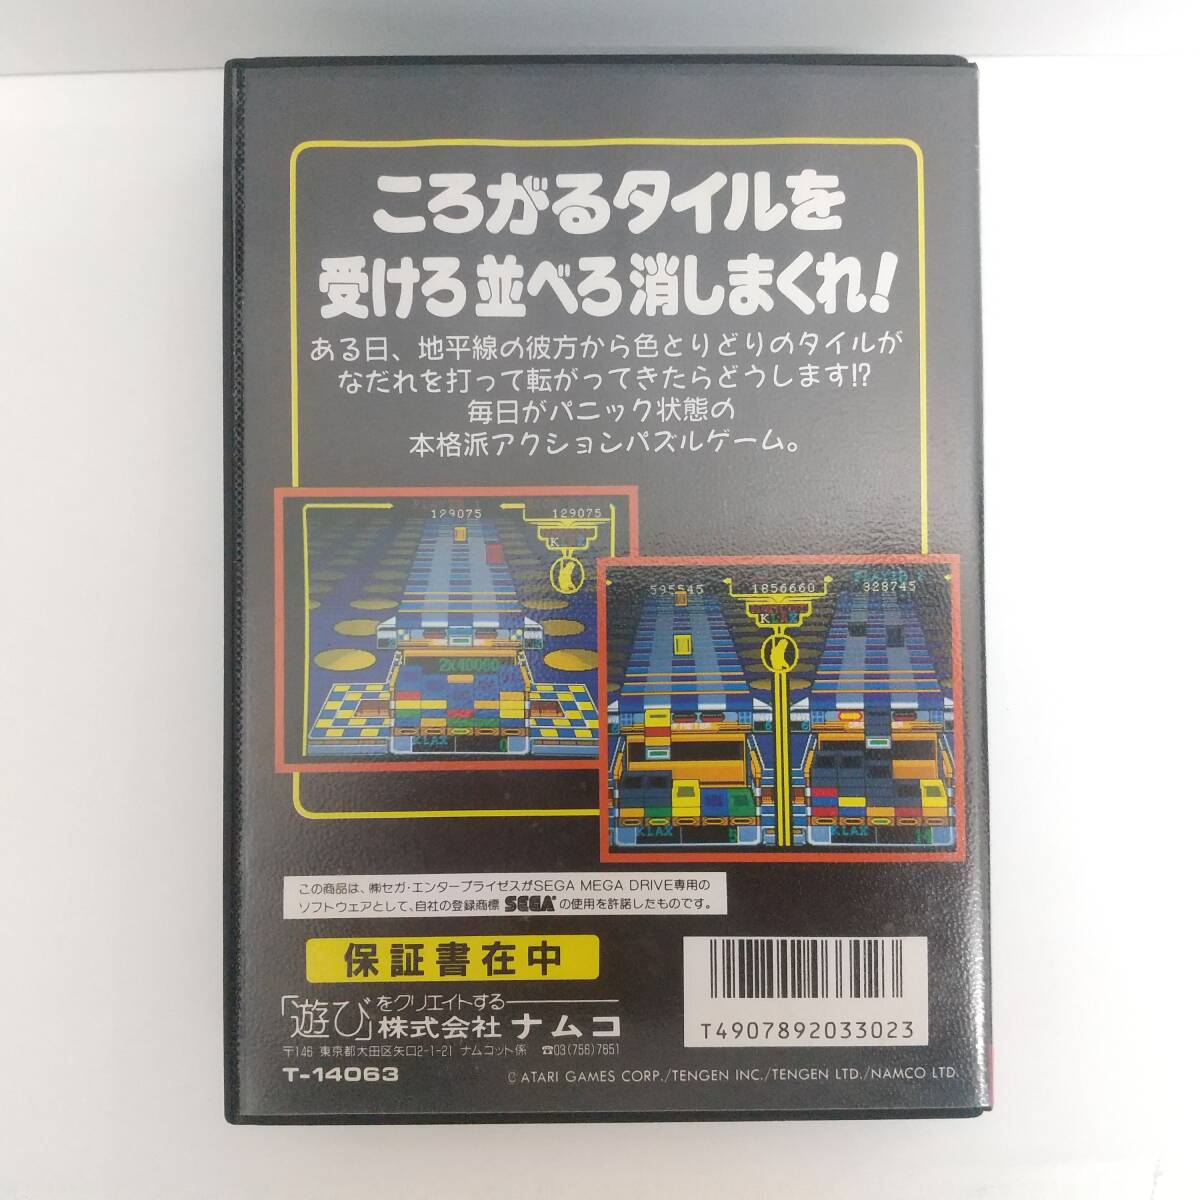 ころがるタイルを
受けろ並べろ消しまくれ!
ある日、地平線の彼方から色とりどりのタイルが
なだれを打って転がってきたらどうします!?
毎日がパニック状態の
本格派アクションパズルゲーム。
129075 129075
KLAX
2X40000
KLAX 0
595545 1856660 328745
KLAX
KLAX 5 KLAX 14
この商品は、㈱セガ・エンタープライゼスがSEGA MEGA DRIVE専用の
ソフトウェアとして、自社の登録商標 SEGA の使用を許諾したものです。
保証書在中
「遊び」をクリエイトする
株式会社 ナムコ
〒146 東京都大田区矢口2-1-21 ナムコット係 ☎03(756)7651
T-14063
T4907892033023
© ATARI GAMES CORP./TENGEN INC./TENGEN LTD./NAMCO LTD.